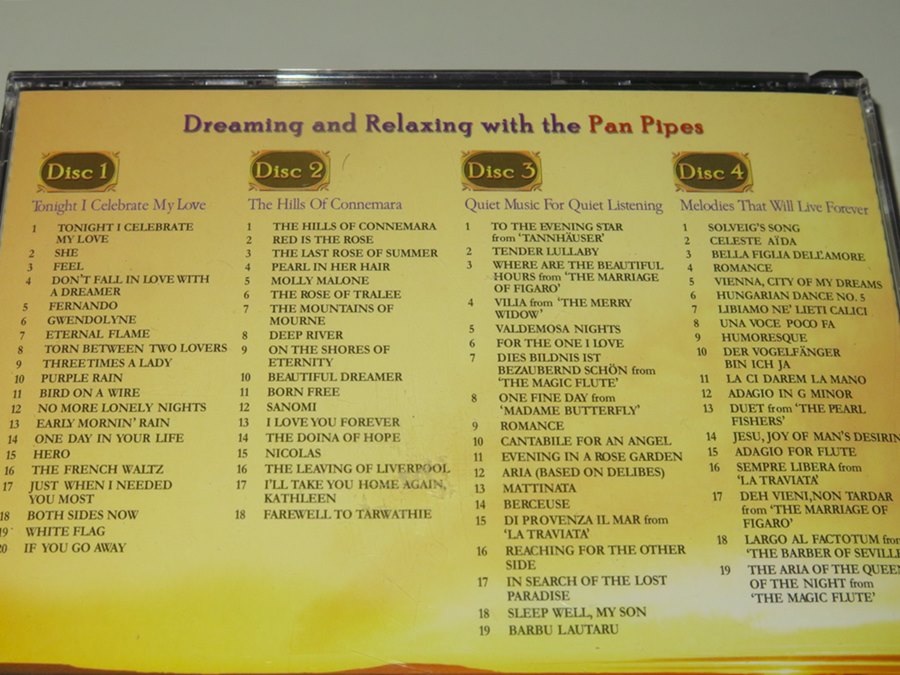 Dreaming and Relaxing with the Pan Pipes
Disc 1
Tonight I Celebrate My Love
1 TONIGHT I CELEBRATE
MY LOVE
2 SHE
3 FEEL
4 DON'T FALL IN LOVE WITH
A DREAMER
5 FERNANDO
6 GWENDOLYNE
7 ETERNAL FLAME
8 TORN BETWEEN TWO LOVERS
9 THREE TIMES A LADY
10 PURPLE RAIN
11 BIRD ON A WIRE
12 NO MORE LONELY NIGHTS
13 EARLY MORNIN' RAIN
14 ONE DAY IN YOUR LIFE
15 HERO
16 THE FRENCH WALTZ
17 JUST WHEN I NEEDED
YOU MOST
18 BOTH SIDES NOW
19 WHITE FLAG
20 IF YOU GO AWAY
Disc 2
The Hills Of Connemara
1 THE HILLS OF CONNEMARA
2 RED IS THE ROSE
3 THE LAST ROSE OF SUMMER
4 PEARL IN HER HAIR
5 MOLLY MALONE
6 THE ROSE OF TRALEE
7 THE MOUNTAINS OF
MOURNE
8 DEEP RIVER
9 ON THE SHORES OF
ETERNITY
10 BEAUTIFUL DREAMER
11 BORN FREE
12 SANOMI
13 I LOVE YOU FOREVER
14 THE DOINA OF HOPE
15 NICOLAS
16 THE LEAVING OF LIVERPOOL
17 I'LL TAKE YOU HOME AGAIN,
KATHLEEN
18 FAREWELL TO TARWATHIE
Disc 3
Quiet Music For Quiet Listening
1 TO THE EVENING STAR
from 'TANNHÄUSER'
2 TENDER LULLABY
3 WHERE ARE THE BEAUTIFUL
HOURS from 'THE MARRIAGE
OF FIGARO'
4 VILIA from 'THE MERRY
WIDOW'
5 VALDEMOSA NIGHTS
6 FOR THE ONE I LOVE
7 DIES BILDNIS IST
BEZAUBERND SCHÖN from
'THE MAGIC FLUTE'
8 ONE FINE DAY from
'MADAME BUTTERFLY'
9 ROMANCE
10 CANTABILE FOR AN ANGEL
11 EVENING IN A ROSE GARDEN
12 ARIA (BASED ON DELIBES)
13 MATTINATA
14 BERCEUSE
15 DI PROVENZA IL MAR from
'LA TRAVIATA'
16 REACHING FOR THE OTHER
SIDE
17 IN SEARCH OF THE LOST
PARADISE
18 SLEEP WELL, MY SON
19 BARBU LAUTARU
Disc 4
Melodies That Will Live Forever
1 SOLVEIG'S SONG
2 CELESTE AÏDA
3 BELLA FIGLIA DELL'AMORE
4 ROMANCE
5 VIENNA, CITY OF MY DREAMS
6 HUNGARIAN DANCE NO. 5
7 LIBIAMO NE' LIETI CALICI
8 UNA VOCE POCO FA
9 HUMORESQUE
10 DER VOGELFÄNGER
BIN ICH JA
11 LA CI DAREM LA MANO
12 ADAGIO IN G MINOR
13 DUET from 'THE PEARL
FISHERS'
14 JESU, JOY OF MAN'S DESIRIN
15 ADAGIO FOR FLUTE
16 SEMPRE LIBERA from
'LA TRAVIATA'
17 DEH VIENI, NON TARDAR
from 'THE MARRIAGE OF
FIGARO'
18 LARGO AL FACTOTUM from
'THE BARBER OF SEVILLE
19 THE ARIA OF THE QUEEN
OF THE NIGHT from
'THE MAGIC FLUTE'